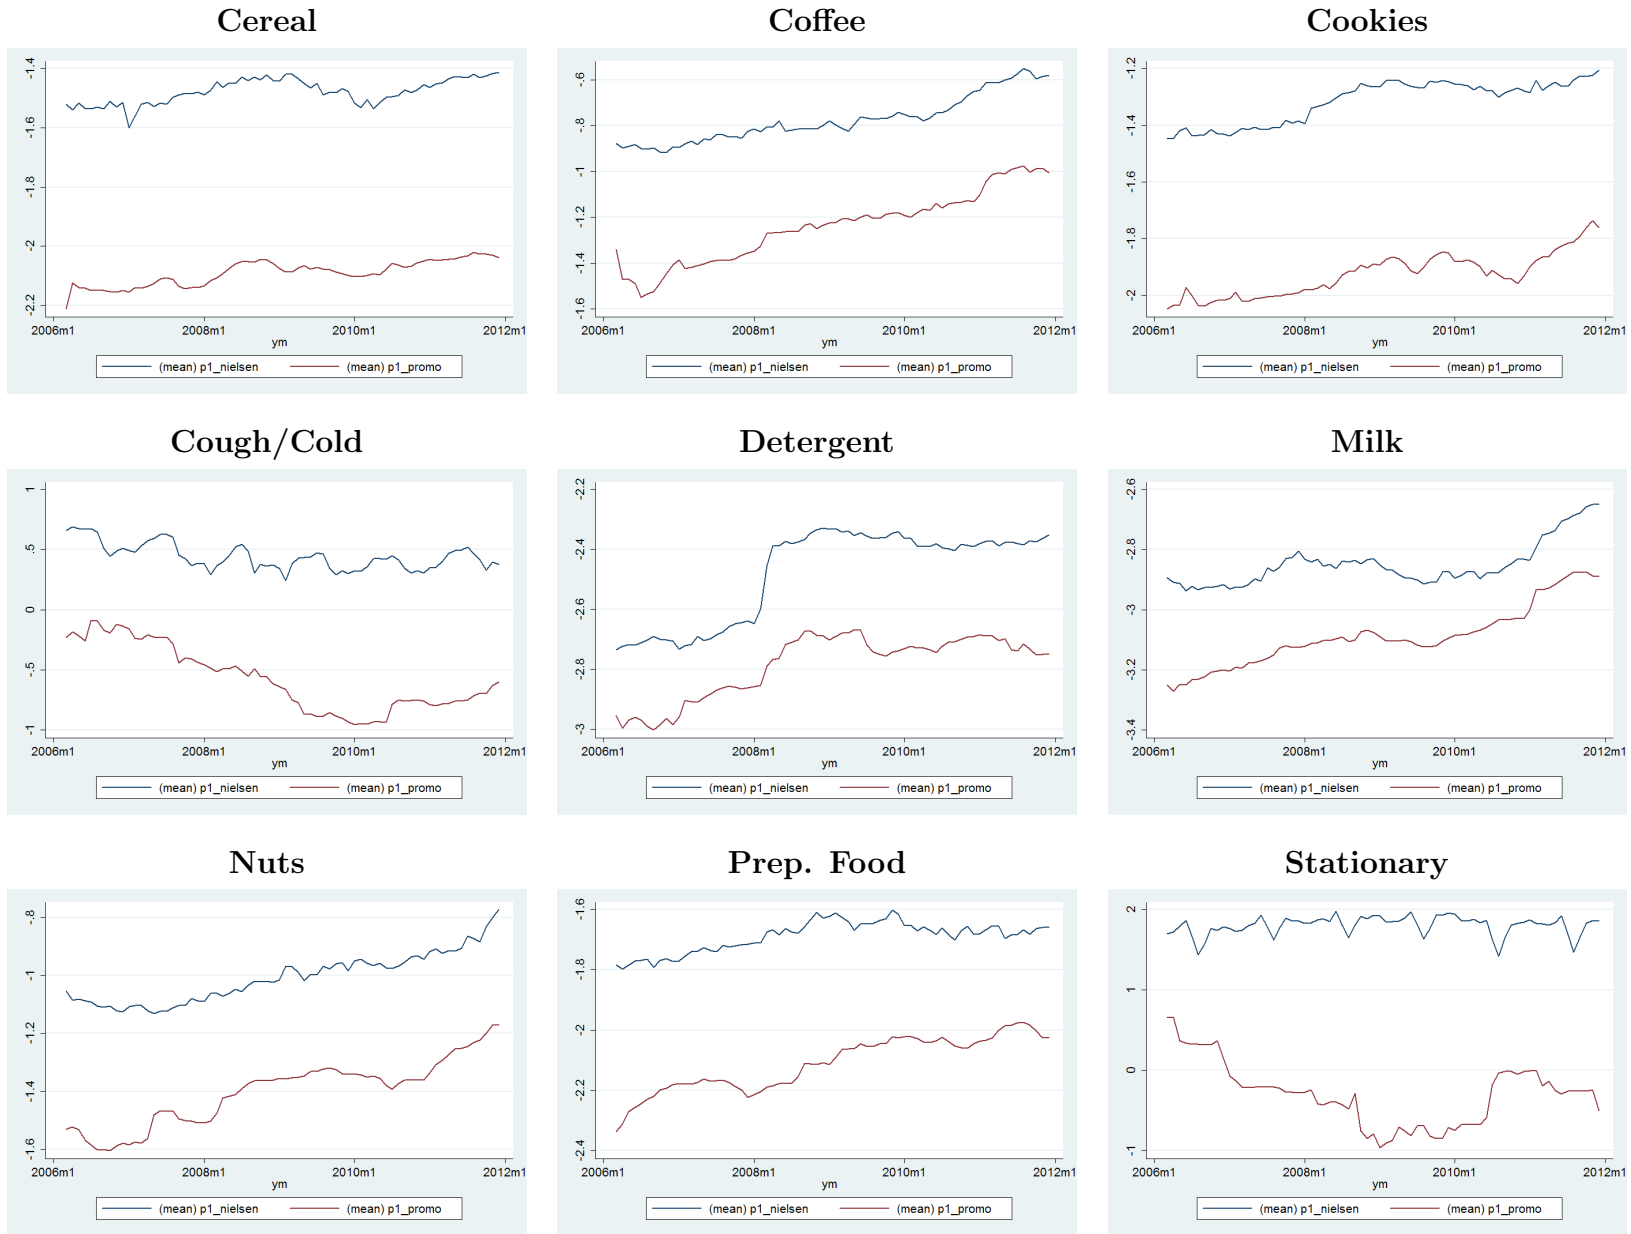 Cereal
-1.4
-1.6
-1.8
-2
-2.2
2006m1 2008m1 2010m1 2012m1
ym
(mean) p1_nielsen (mean) p1_promo
Coffee
-.6
-.8
-1
-1.2
-1.4
-1.6
2006m1 2008m1 2010m1 2012m1
ym
(mean) p1_nielsen (mean) p1_promo
Cookies
-1.2
-1.4
-1.6
-1.8
-2
2006m1 2008m1 2010m1 2012m1
ym
(mean) p1_nielsen (mean) p1_promo
Cough/Cold
1
.5
0
-.5
-1
2006m1 2008m1 2010m1 2012m1
ym
(mean) p1_nielsen (mean) p1_promo
Detergent
-2.2
-2.4
-2.6
-2.8
-3
2006m1 2008m1 2010m1 2012m1
ym
(mean) p1_nielsen (mean) p1_promo
Milk
-2.6
-2.8
-3
-3.2
-3.4
2006m1 2008m1 2010m1 2012m1
ym
(mean) p1_nielsen (mean) p1_promo
Nuts
-.8
-1
-1.2
-1.4
-1.6
2006m1 2008m1 2010m1 2012m1
ym
(mean) p1_nielsen (mean) p1_promo
Prep. Food
-1.6
-1.8
-2
-2.2
-2.4
2006m1 2008m1 2010m1 2012m1
ym
(mean) p1_nielsen (mean) p1_promo
Stationary
2
1
0
-1
2006m1 2008m1 2010m1 2012m1
ym
(mean) p1_nielsen (mean) p1_promo